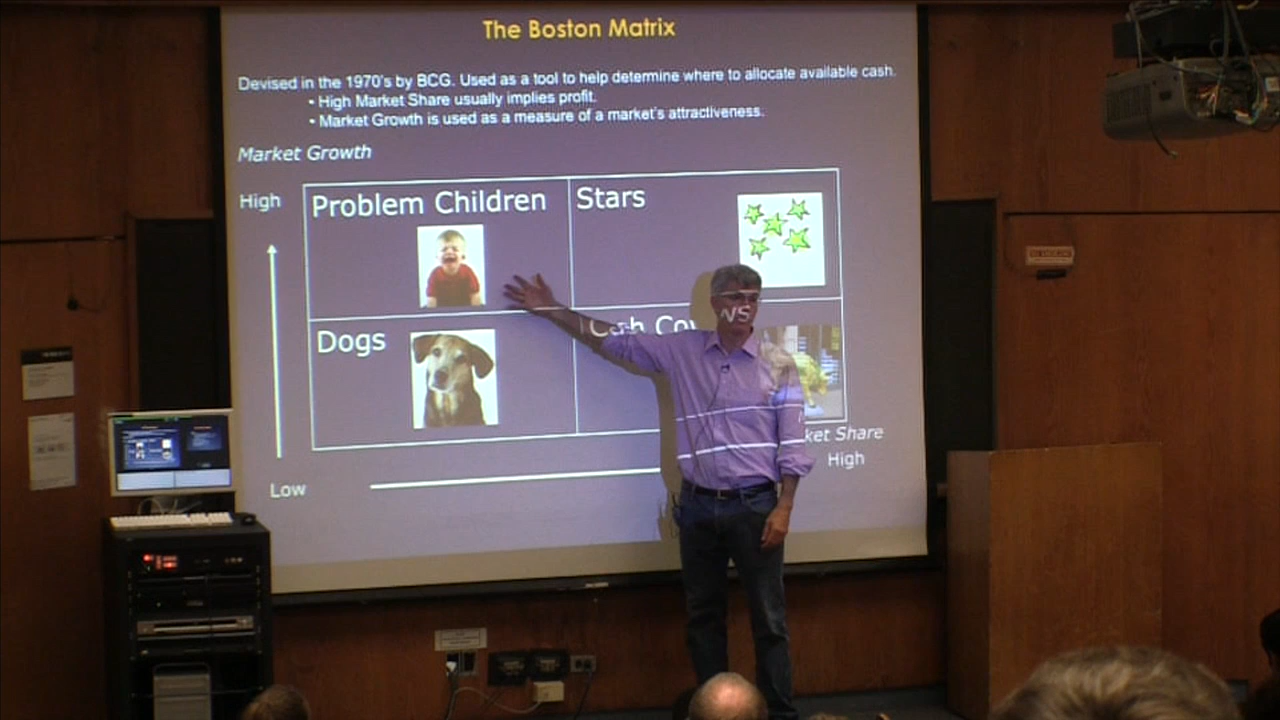 The Boston Matrix
Devised in the 1970's by BCG. Used as a tool to help determine where to allocate available cash.
• High Market Share usually implies profit.
• Market Growth is used as a measure of a market's attractiveness.
Market Growth
High
Problem Children
Stars
Dogs
Cash Cows
ket Share
High
Low